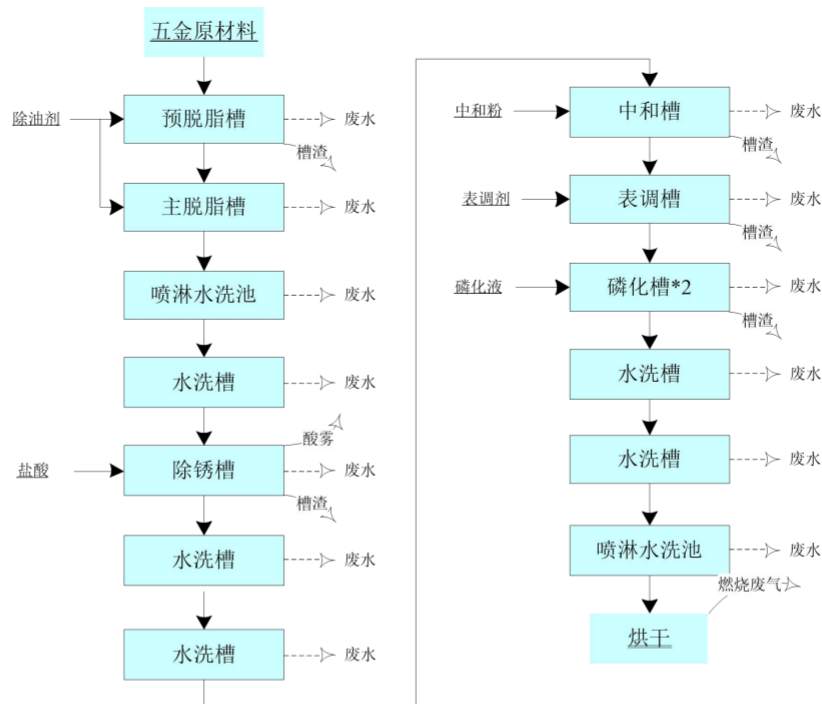 五金原材料
除油剂
预脱脂槽
废水
槽渣
主脱脂槽
废水
喷淋水洗池
废水
水洗槽
废水
酸雾
盐酸
除锈槽
废水
槽渣
水洗槽
废水
水洗槽
废水
中和粉
中和槽
废水
槽渣
表调剂
表调槽
废水
槽渣
磷化液
磷化槽*2
废水
槽渣
水洗槽
废水
水洗槽
废水
喷淋水洗池
废水
燃烧废气
烘干